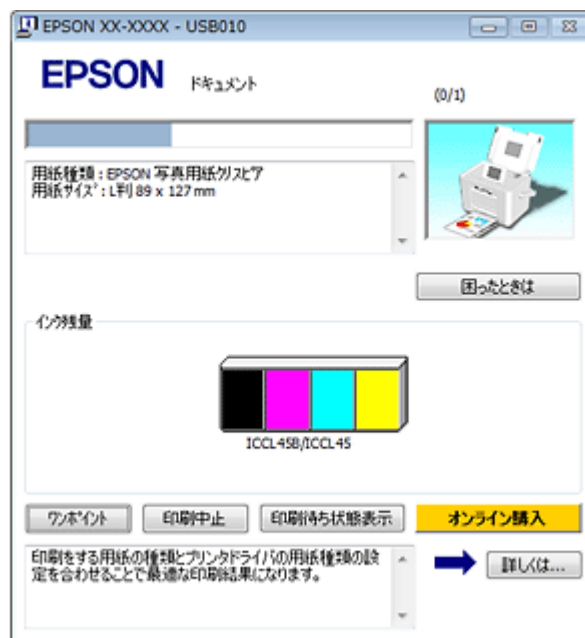 EPSON XX-XXXX - USB010
EPSON ドキュメント
(0/1)
用紙種類 : EPSON 写真用紙クリスピア
用紙サイズ : L判 89 x 127 mm
困ったときは
インク残量
ICCL45B/ICCL45
ワンポイント 印刷中止 印刷待ち状態表示 オンライン購入
印刷をする用紙の種類とプリンタドライバの用紙種類の設
定を合わせることで最適な印刷結果になります。
詳しくは...